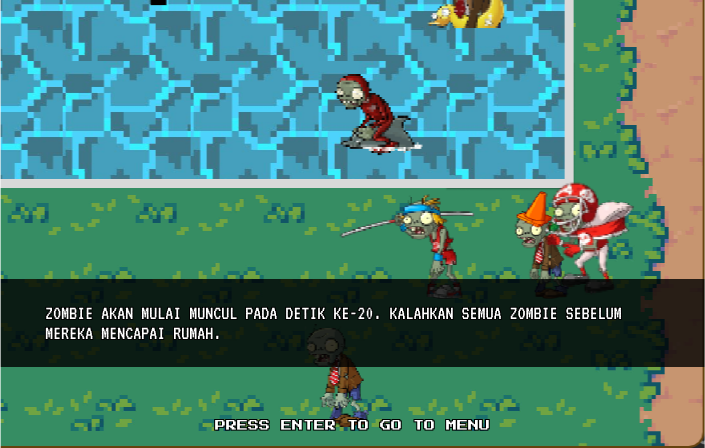 ZOMBIE AKAN MULAI MUNCUL PADA DETIK KE-20. KALAHKAN SEMUA ZOMBIE SEBELUM
MEREKA MENCAPAI RUMAH.
PRESS ENTER TO GO TO MENU